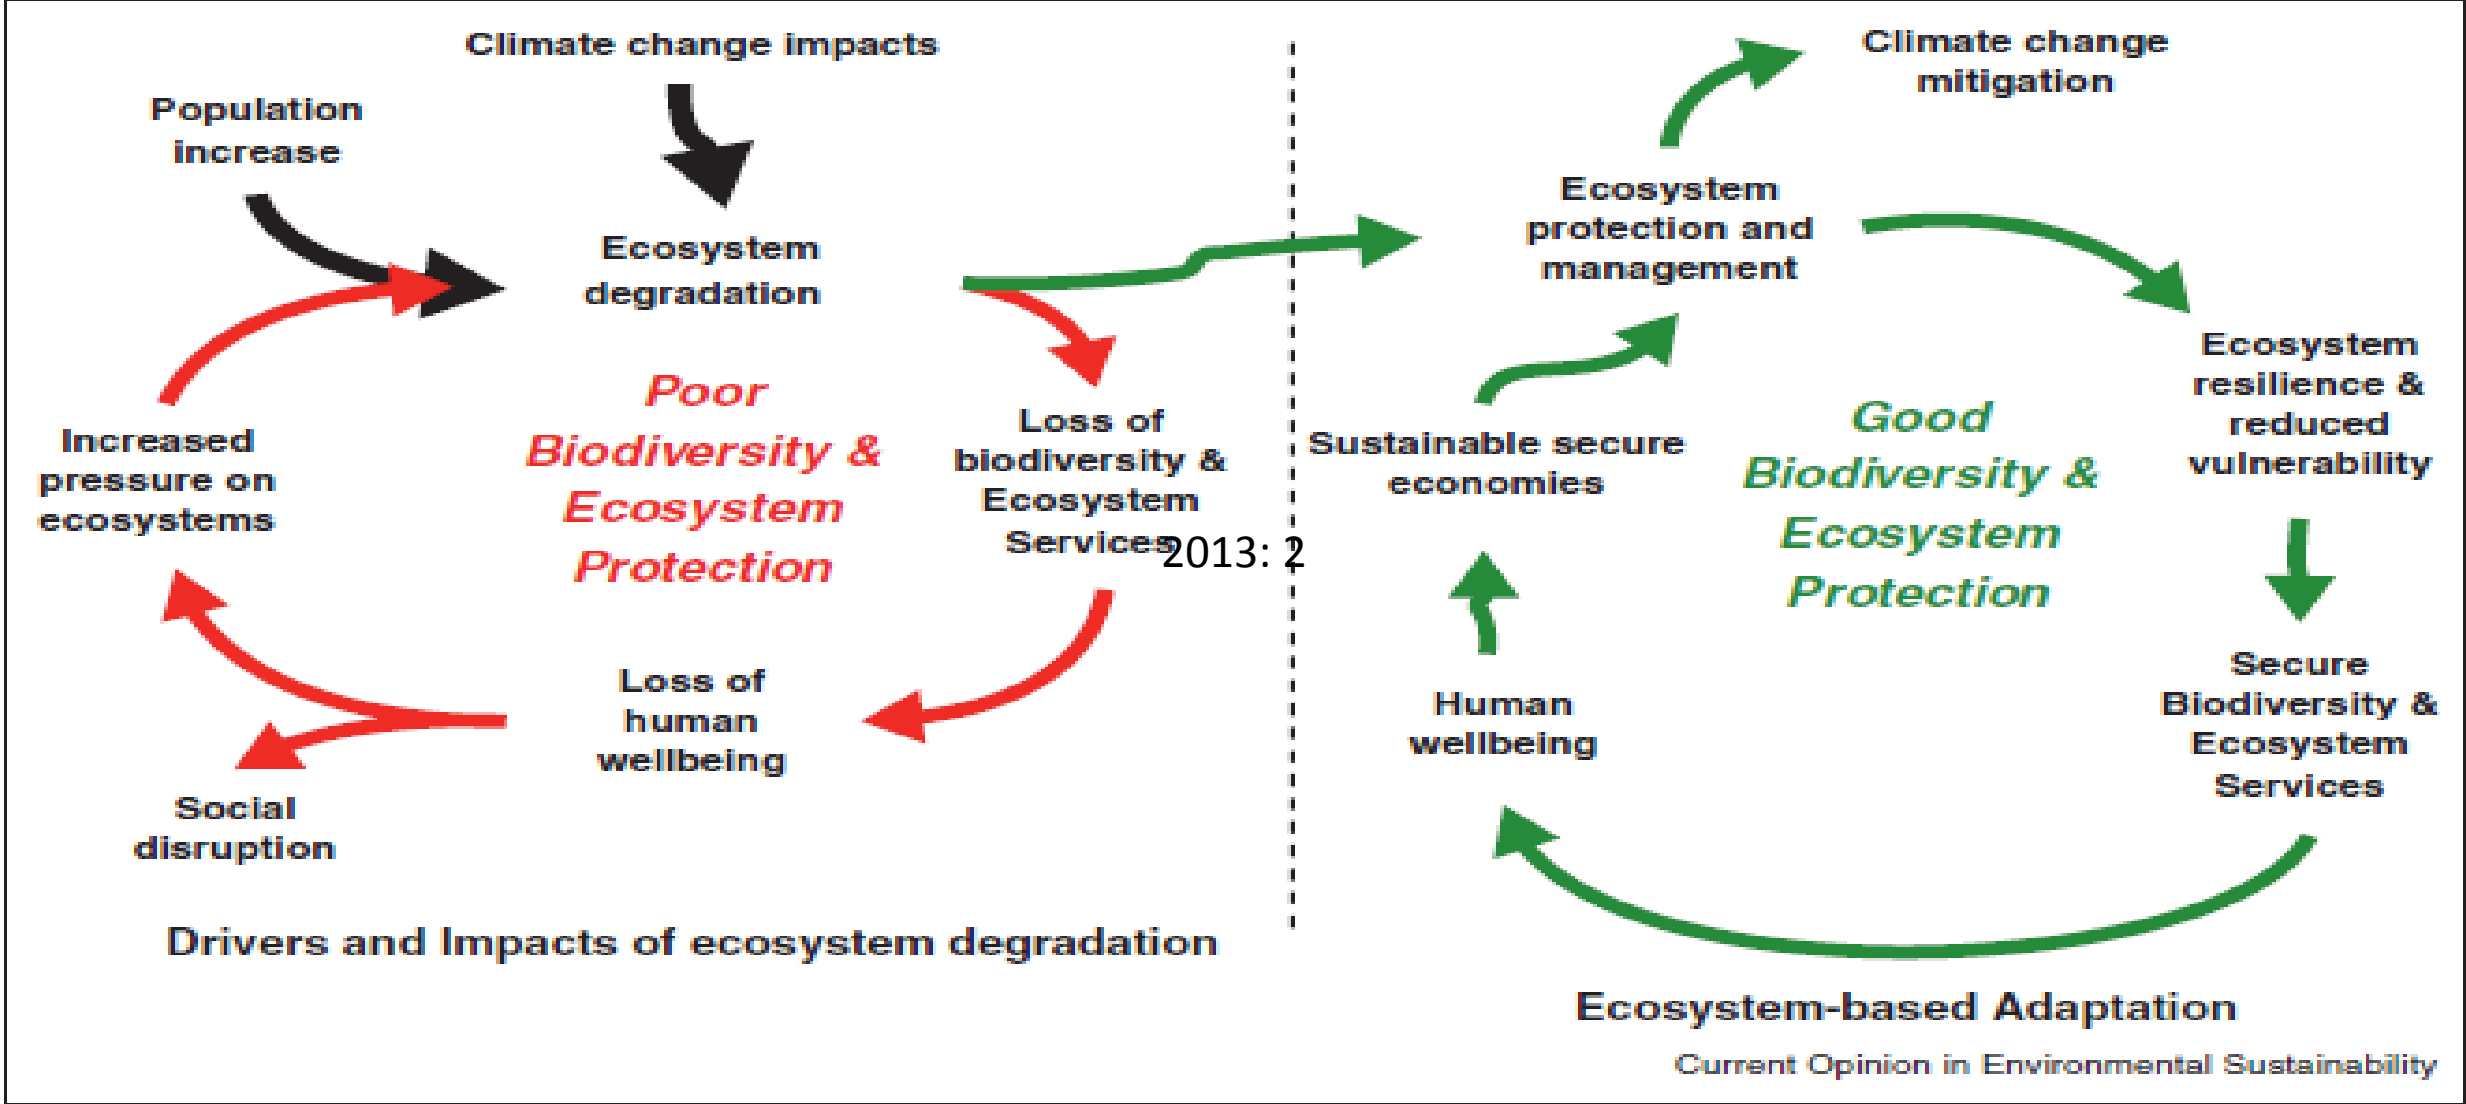 Climate change impacts
Population
increase
Ecosystem
degradation
Poor
Biodiversity &
Ecosystem
Protection
Increased
pressure on
ecosystems
Loss of
biodiversity &
Ecosystem
Services
2013: 2
Loss of
human
wellbeing
Social
disruption
Drivers and Impacts of ecosystem degradation
Climate change
mitigation
Ecosystem
protection and
management
Ecosystem
resilience &
reduced
vulnerability
Sustainable secure
economies
Good
Biodiversity &
Ecosystem
Protection
Human
wellbeing
Secure
Biodiversity &
Ecosystem
Services
Ecosystem-based Adaptation
Current Opinion in Environmental Sustainability